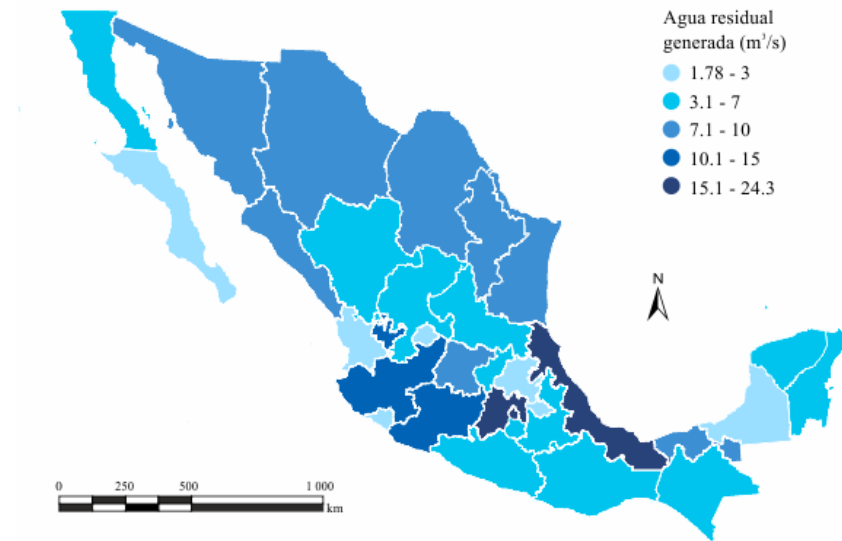 Agua residual
generada (m³/s)
1.78 - 3
3.1 - 7
7.1 - 10
10.1 - 15
15.1 - 24.3
N
0 250 500 1 000
km